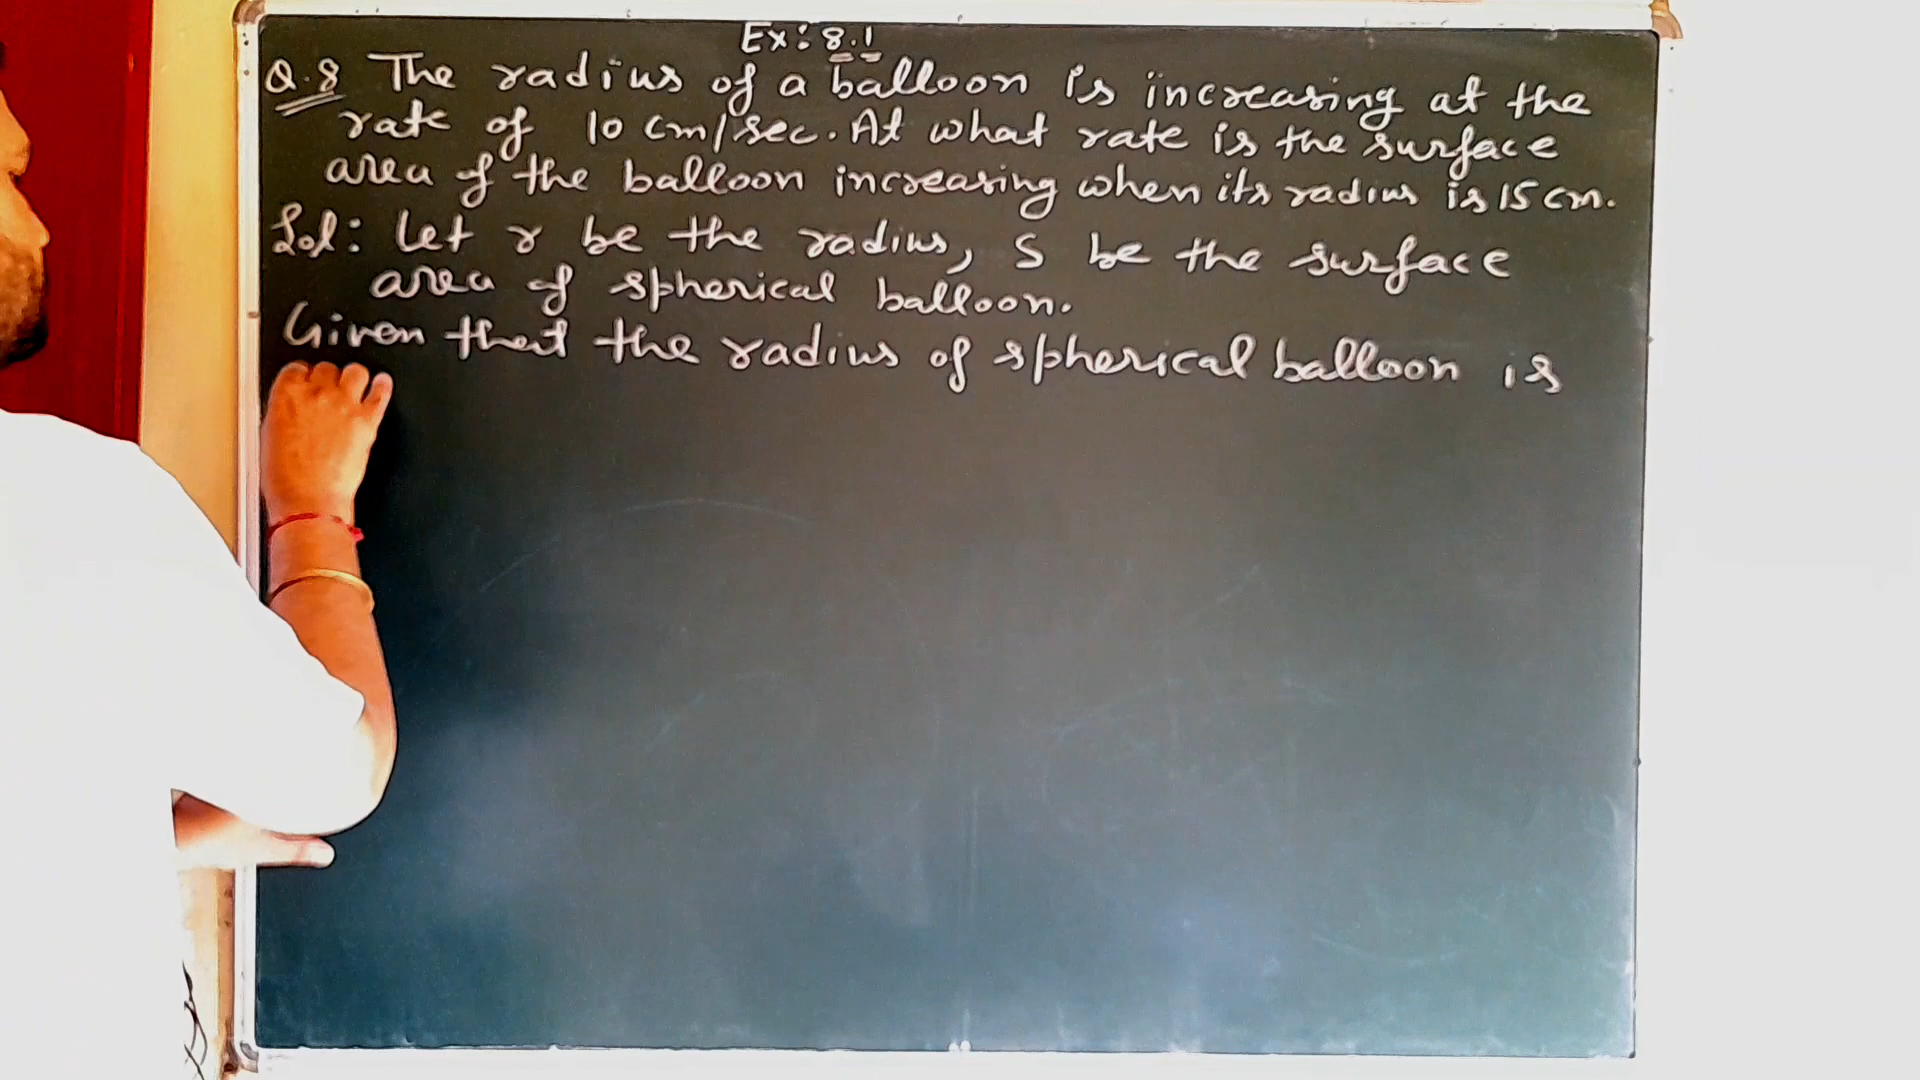 Ex: 8.1
Q.8 The radius of a balloon is increasing at the
rate of 10 cm/sec. At what rate is the surface
area of the balloon increasing when its radius is 15 cm.
Sol: Let r be the radius, S be the surface
area of spherical balloon.
Given that the radius of spherical balloon is